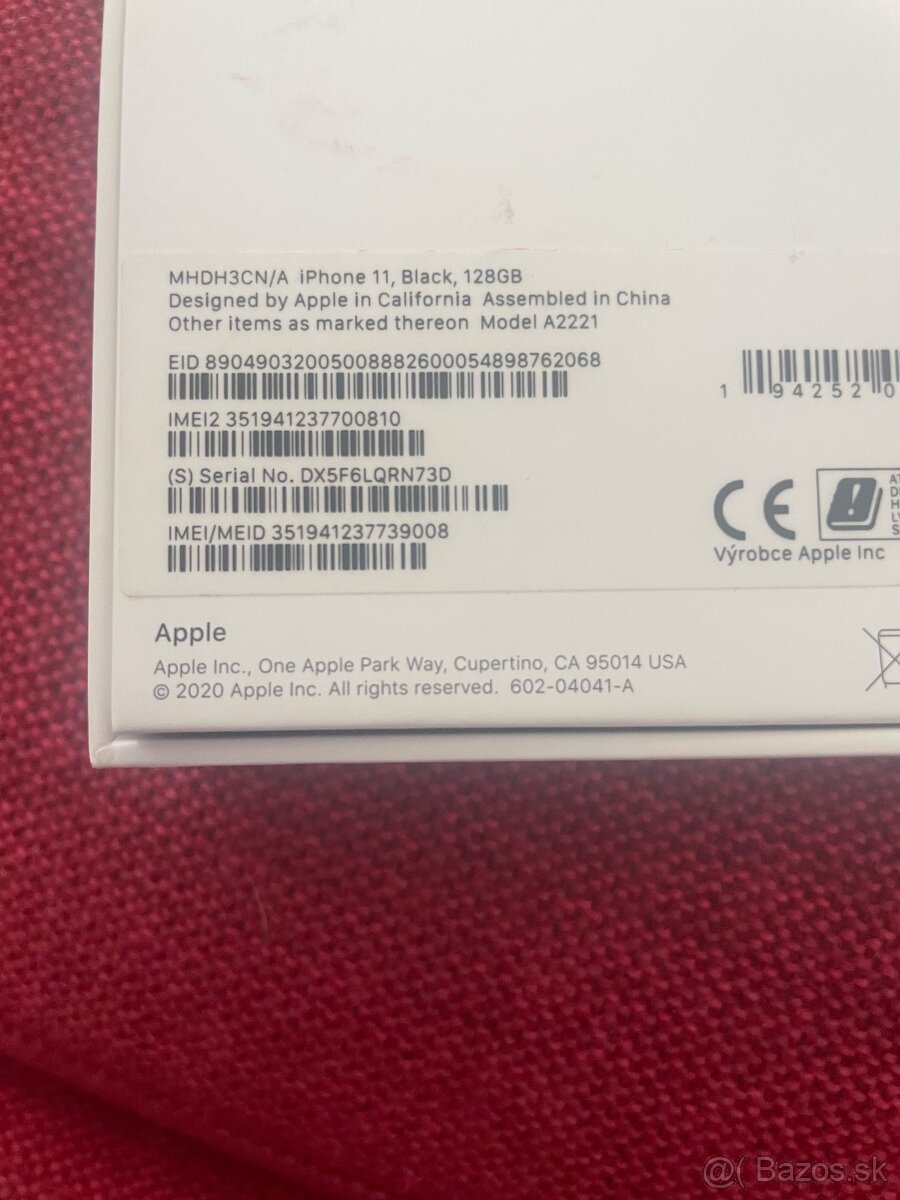 MHDH3CN/A iPhone 11, Black, 128GB
Designed by Apple in California Assembled in China
Other items as marked thereon Model A2221
EID 89049032005008882600054898762068
IMEI2 351941237700810
(S) Serial No. DX5F6LQRN73D
IMEI/MEID 351941237739008
1 94252 0
CE
Výrobce Apple Inc
Apple
Apple Inc., One Apple Park Way, Cupertino, CA 95014 USA
© 2020 Apple Inc. All rights reserved. 602-04041-A
@( Bazos.sk